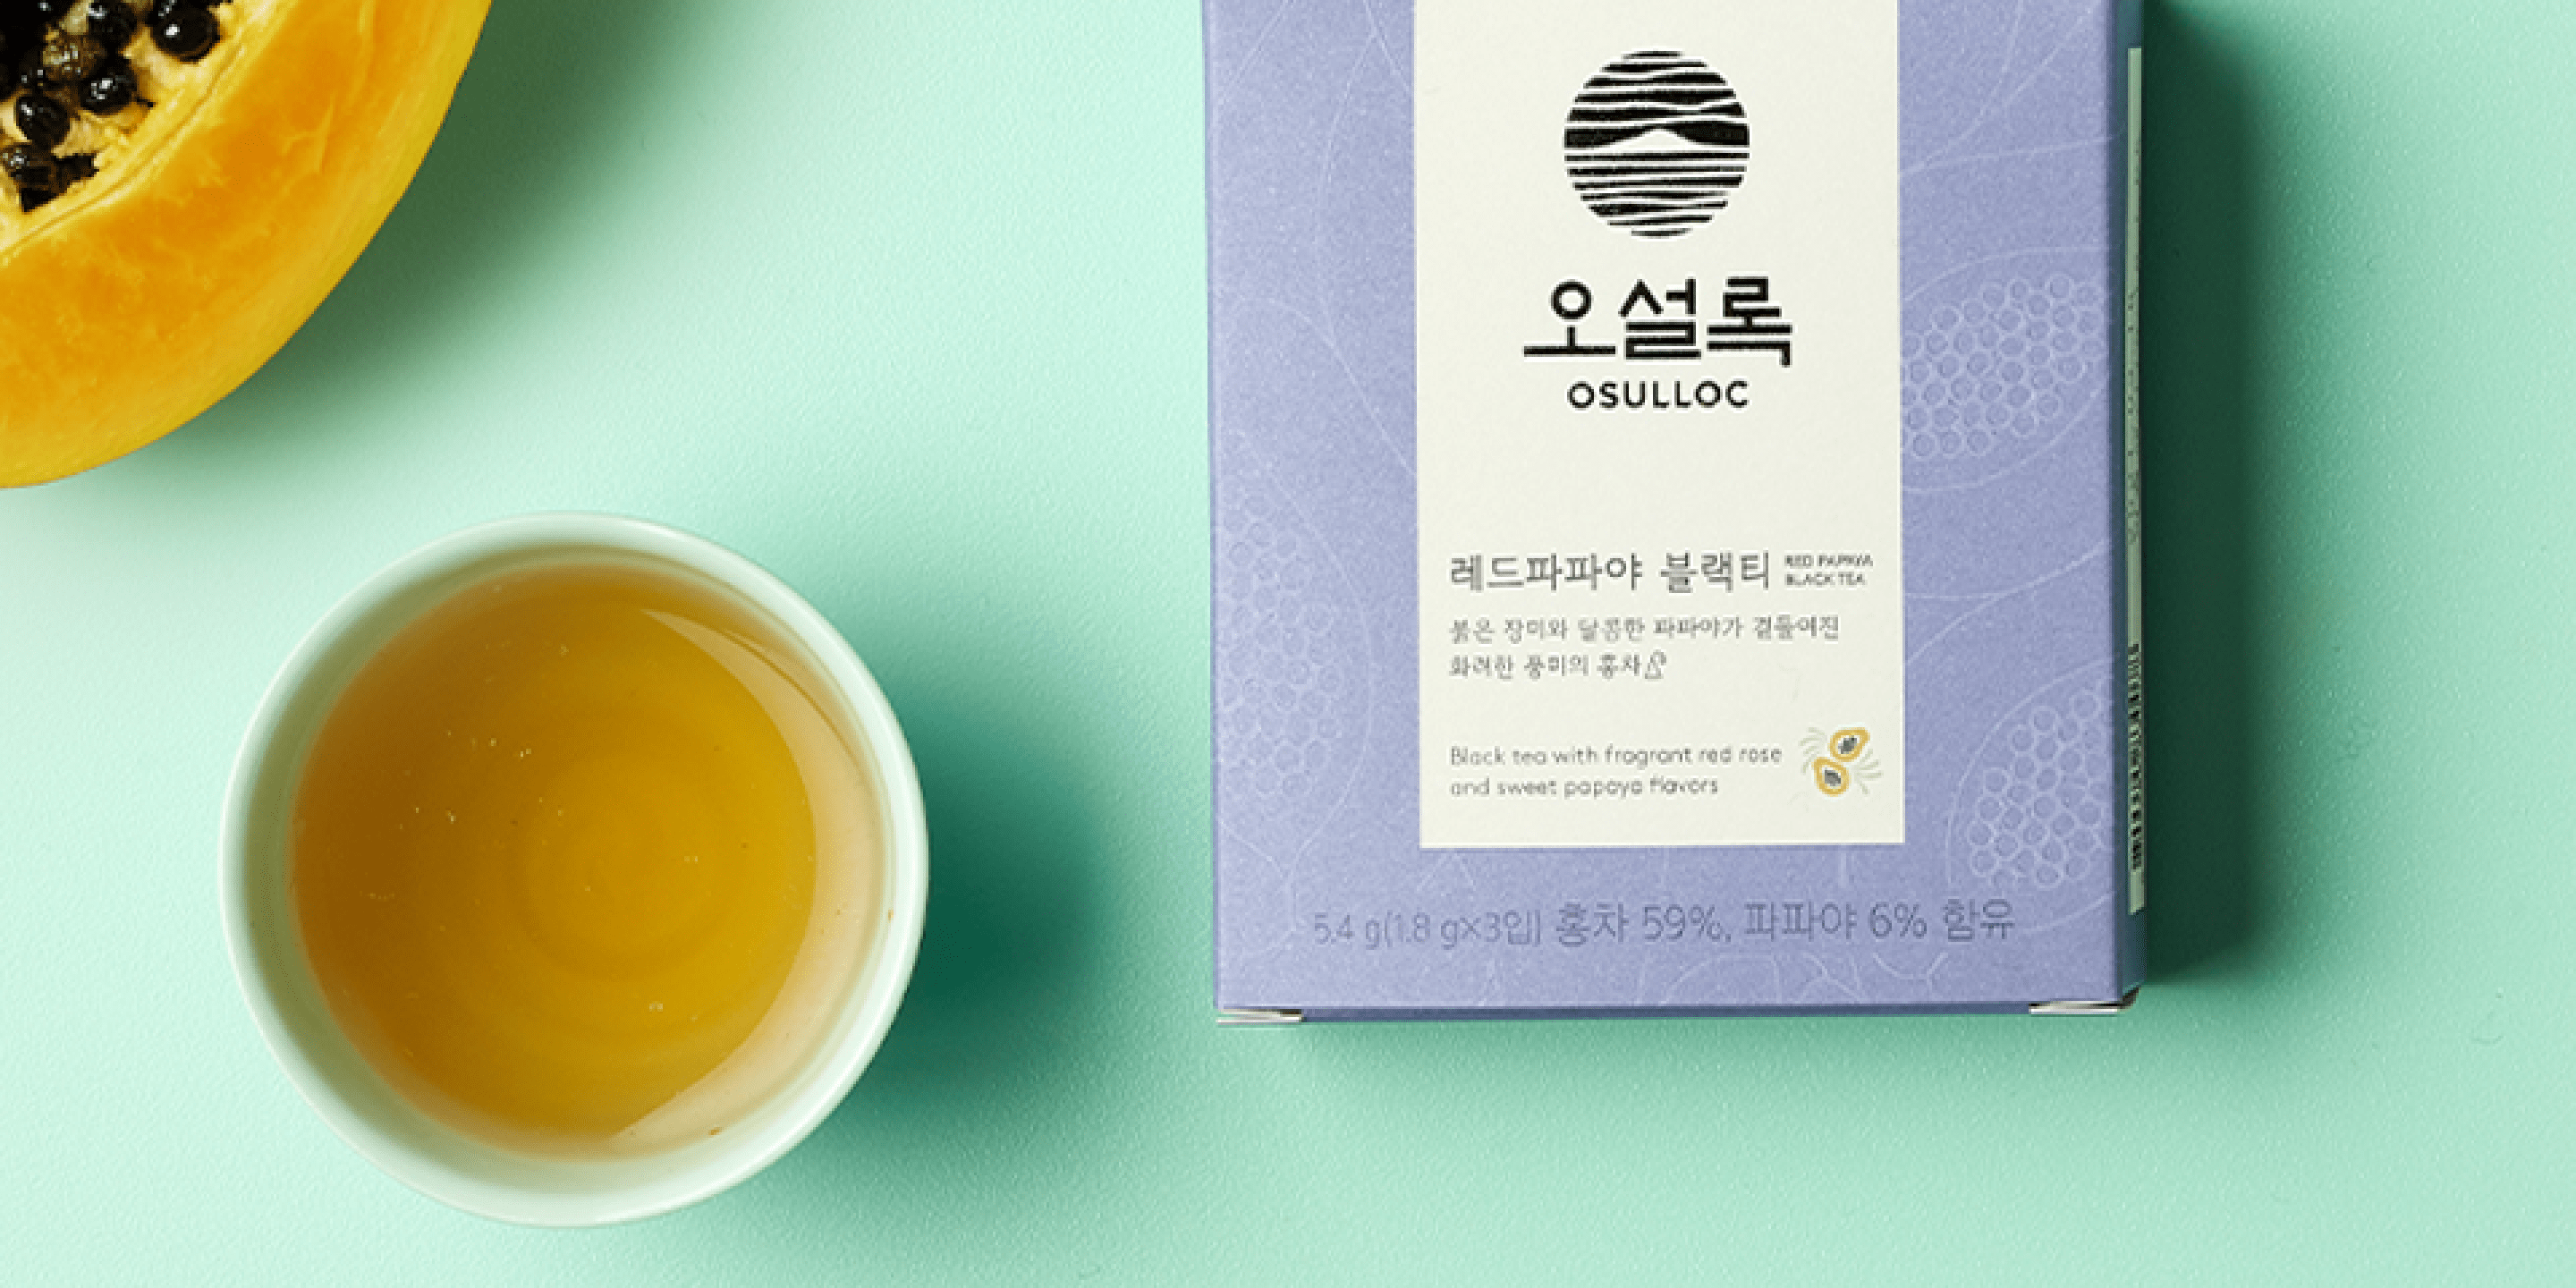 오설록
OSULLOC
레드파파야 블랙티
RED PAPAYA
BLACK TEA
붉은 장미와 달콤한 파파야가 곁들여진
화려한 풍미의 홍차
Black tea with fragrant red rose
and sweet papaya flavors
5.4 g(1.8 g×3입) 홍차 59%, 파파야 6% 함유